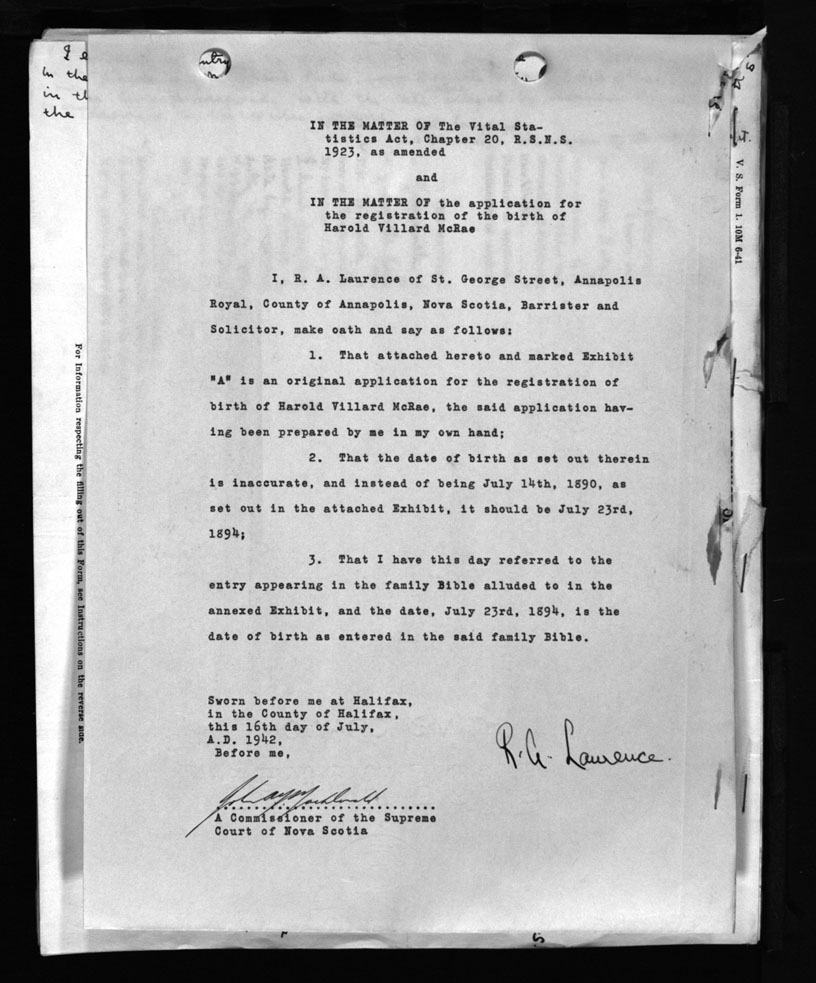 I
In the
in th
the
ntry
IN THE MATTER OF The Vital Sta-
tistics Act, Chapter 20, R.S.N.S.
1923, as amended
and
IN THE MATTER OF the application for
the registration of the birth of
Harold Villard McRae
I, R. A. Laurence of St. George Street, Annapolis
Royal, County of Annapolis, Nova Scotia, Barrister and
Solicitor, make oath and say as follows:
1. That attached hereto and marked Exhibit
"A" is an original application for the registration of
birth of Harold Villard McRae, the said application hav-
ing been prepared by me in my own hand;
2. That the date of birth as set out therein
is inaccurate, and instead of being July 14th, 1890, as
set out in the attached Exhibit, it should be July 23rd,
1894;
3. That I have this day referred to the
entry appearing in the family Bible alluded to in the
annexed Exhibit, and the date, July 23rd, 1894, is the
date of birth as entered in the said family Bible.
Sworn before me at Halifax,
in the County of Halifax,
this 16th day of July,
A.D. 1942,
Before me,
R. A. Laurence.
A Commissioner of the Supreme
Court of Nova Scotia
For Information respecting the filling out of this Form, see Instructions on the reverse side.
V. S. Form 1. 10M 6-41